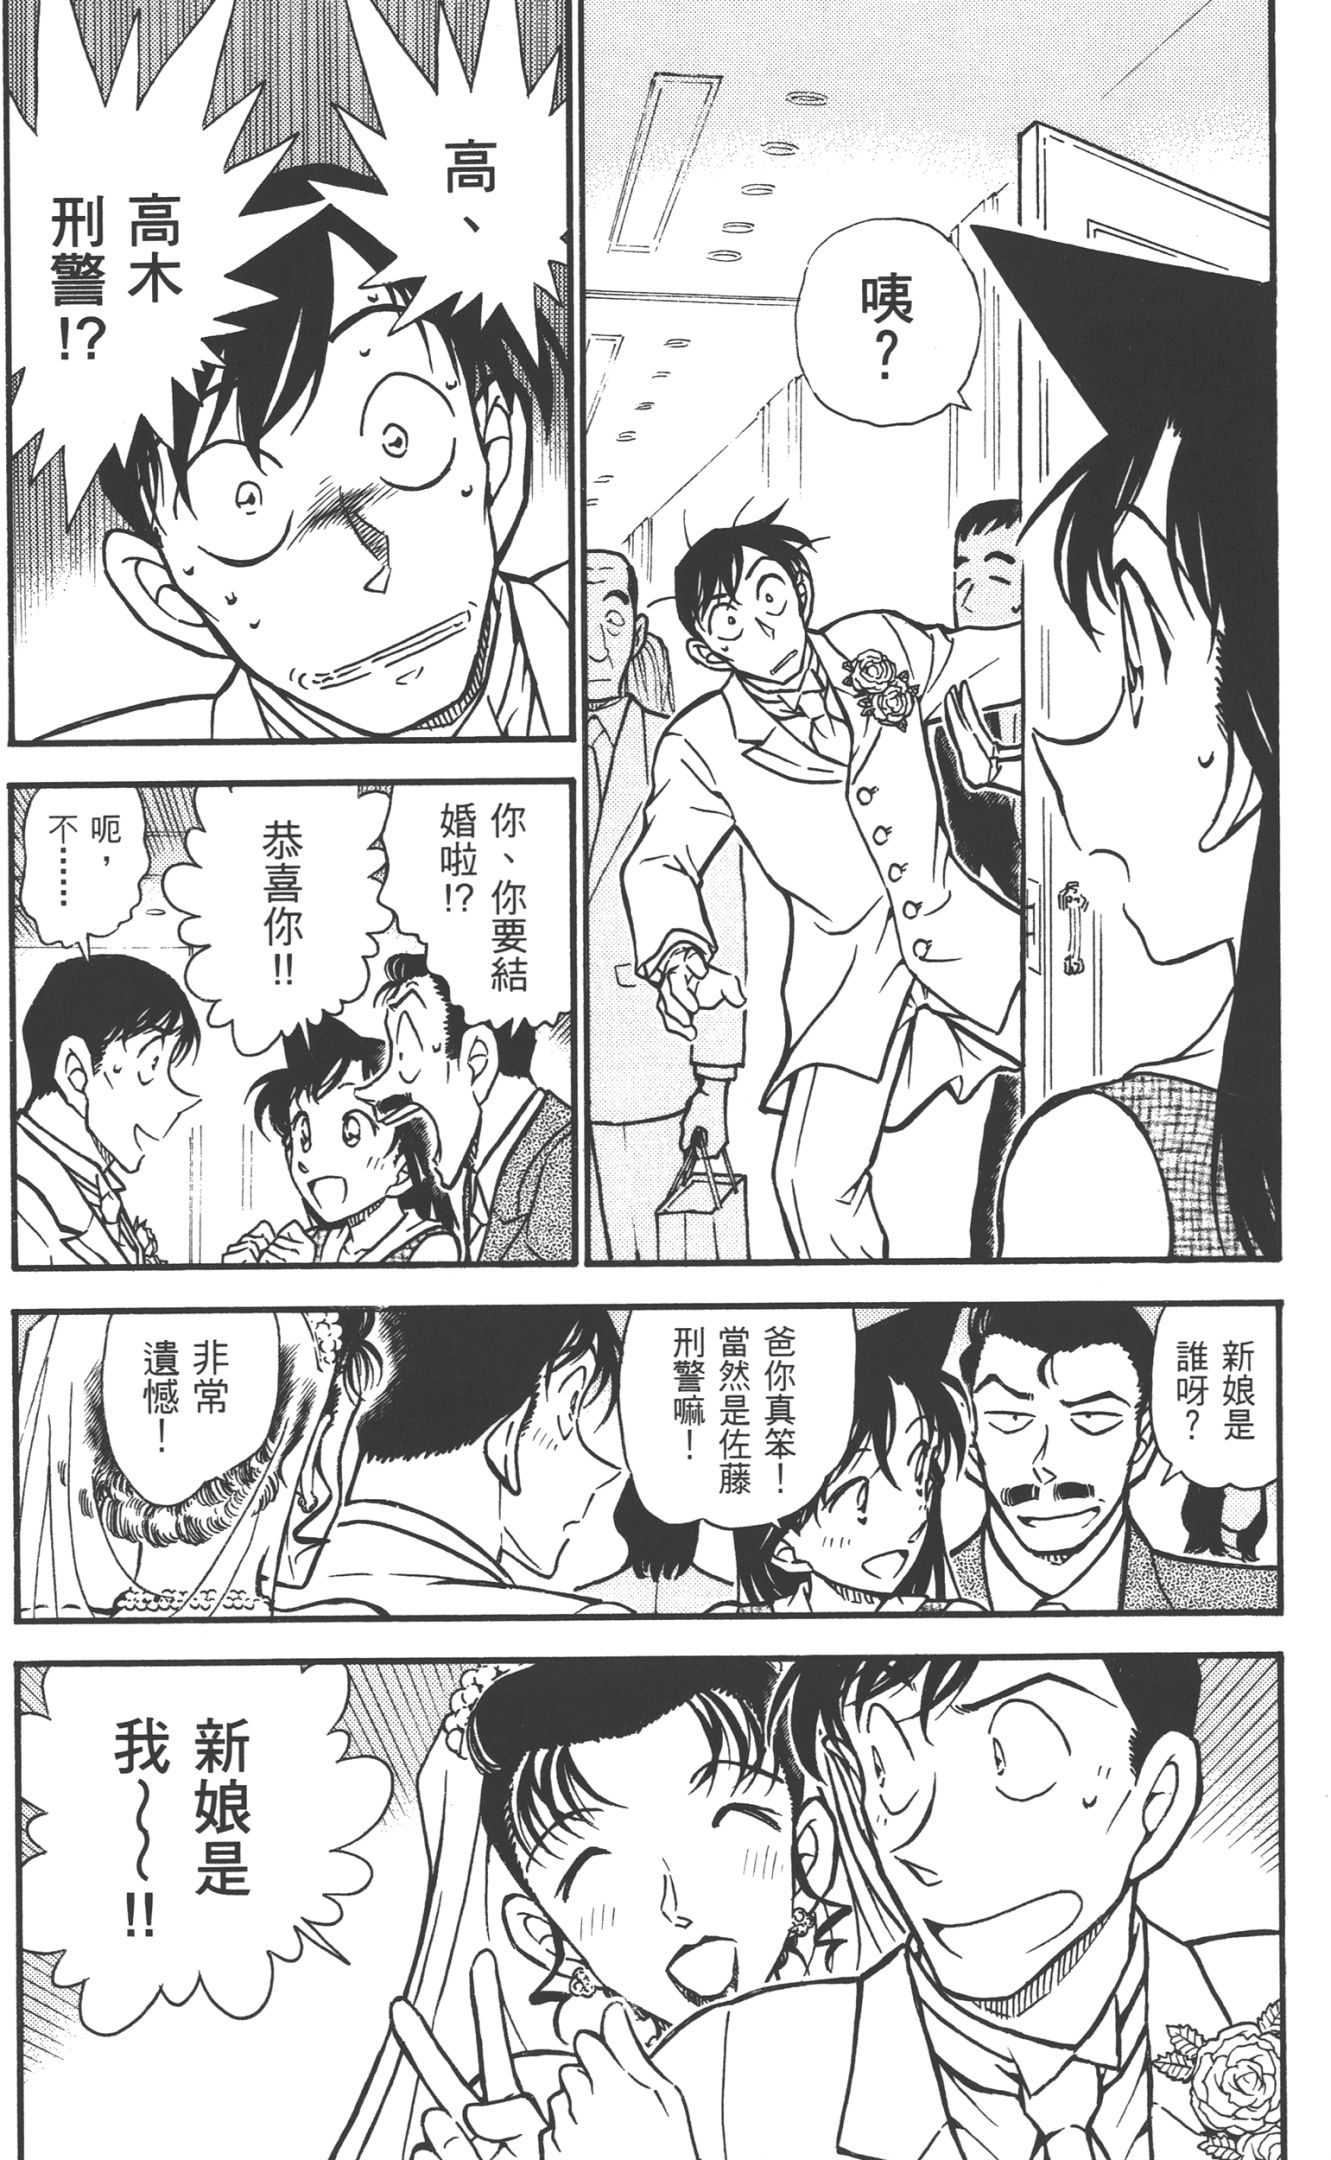 咦？
高、
高木
刑警!?
你、你要結
婚啦!?
恭喜你!!
呃，
不……
新娘是
誰呀？
爸你真笨！
當然是佐藤
刑警嘛！
非常
遺憾！
新娘是
我～～!!